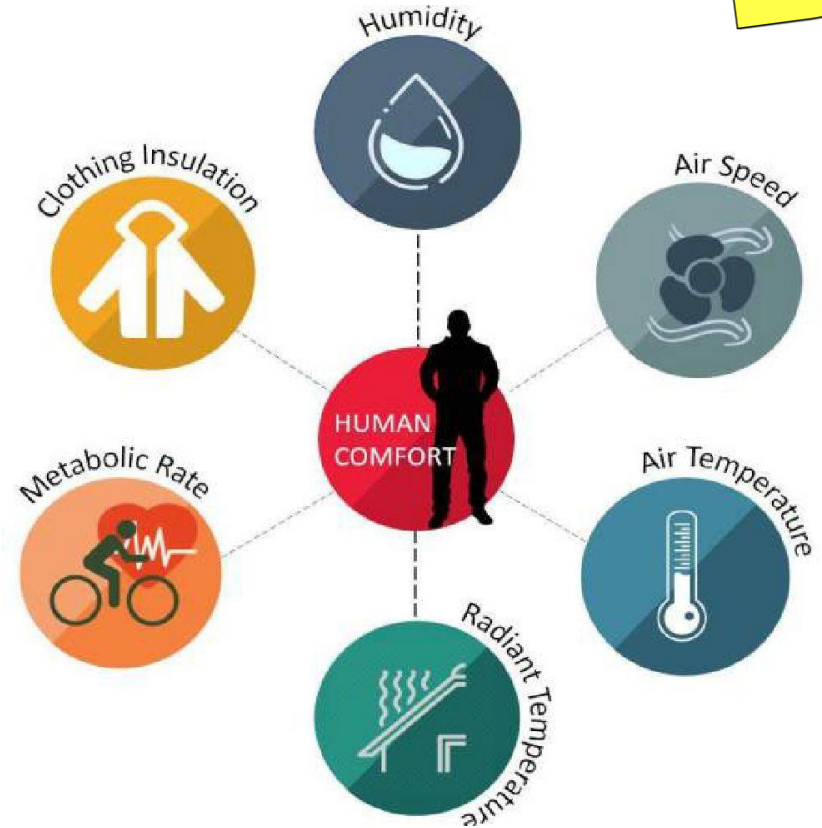 Humidity
Clothing Insulation
Air Speed
HUMAN
COMFORT
Metabolic Rate
Air Temperature
Radiant Temperature